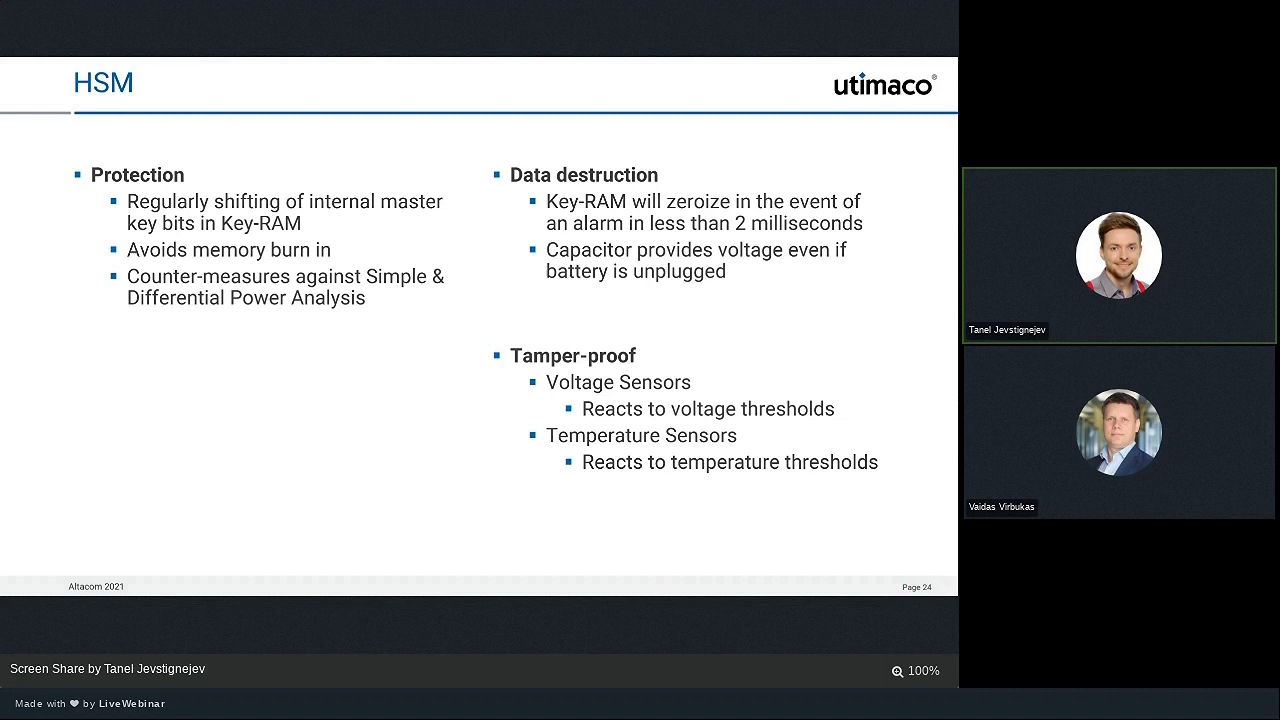 HSM
utimaco®
Protection
Regularly shifting of internal master
key bits in Key-RAM
Avoids memory burn in
Counter-measures against Simple &
Differential Power Analysis
Data destruction
Key-RAM will zeroize in the event of
an alarm in less than 2 milliseconds
Capacitor provides voltage even if
battery is unplugged
Tamper-proof
Voltage Sensors
Reacts to voltage thresholds
Temperature Sensors
Reacts to temperature thresholds
Altacom 2021
Page 24
Tanel Jevstignejev
Vaidas Virbukas
Screen Share by Tanel Jevstignejev
100%
Made with ❤ by LiveWebinar